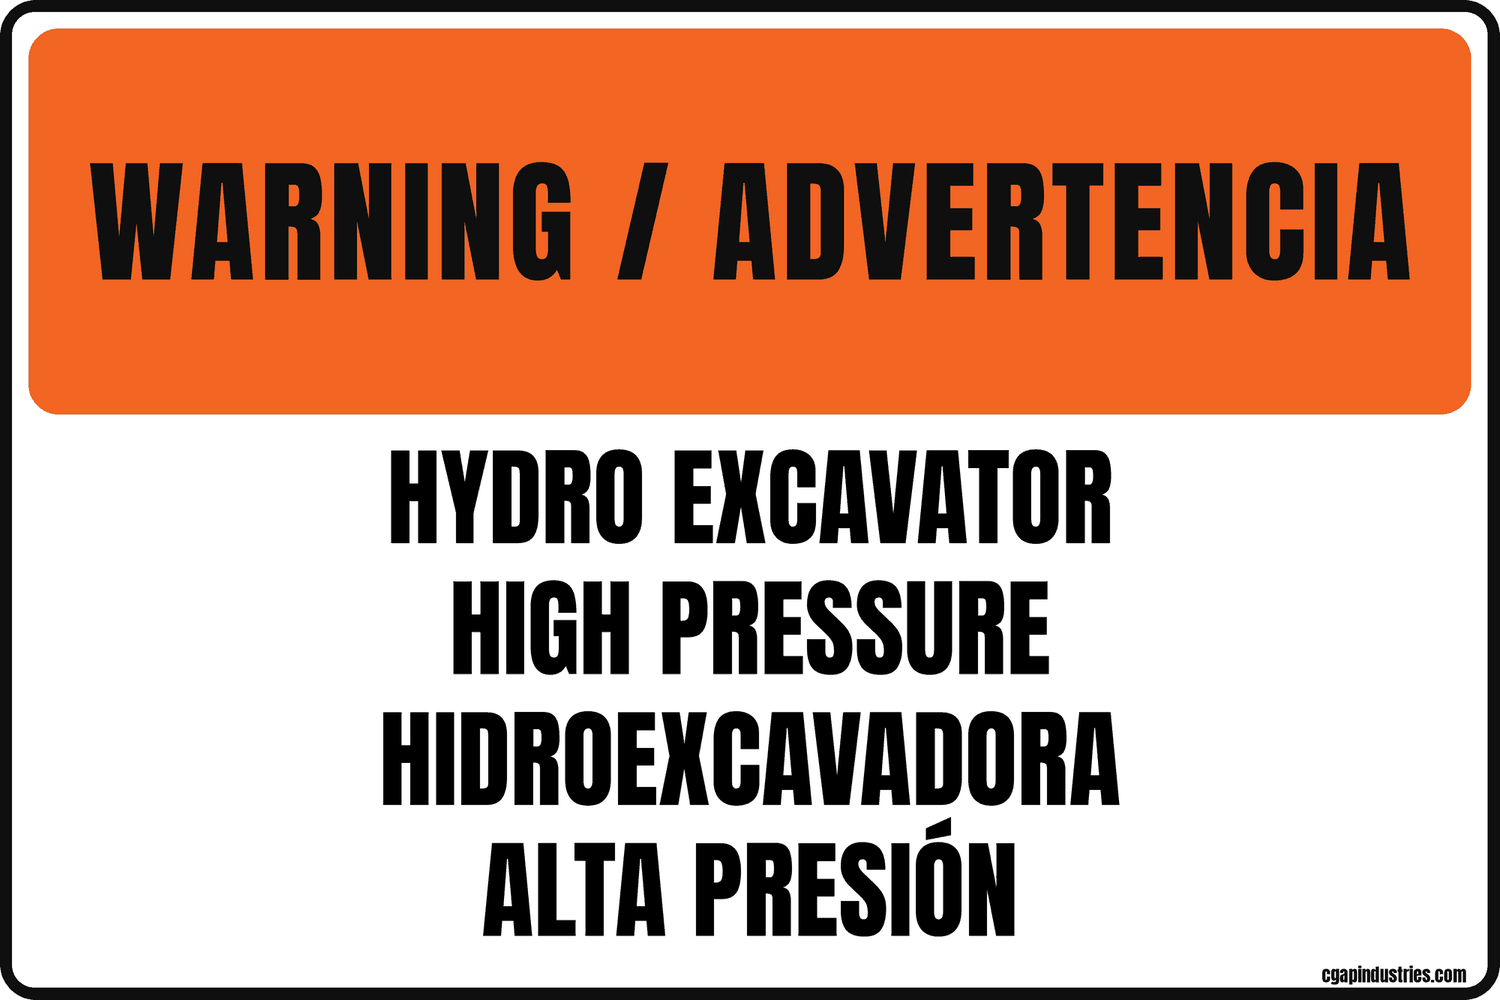 WARNING / ADVERTENCIA
HYDRO EXCAVATOR
HIGH PRESSURE
HIDROEXCAVADORA
ALTA PRESIÓN
cgapindustries.com